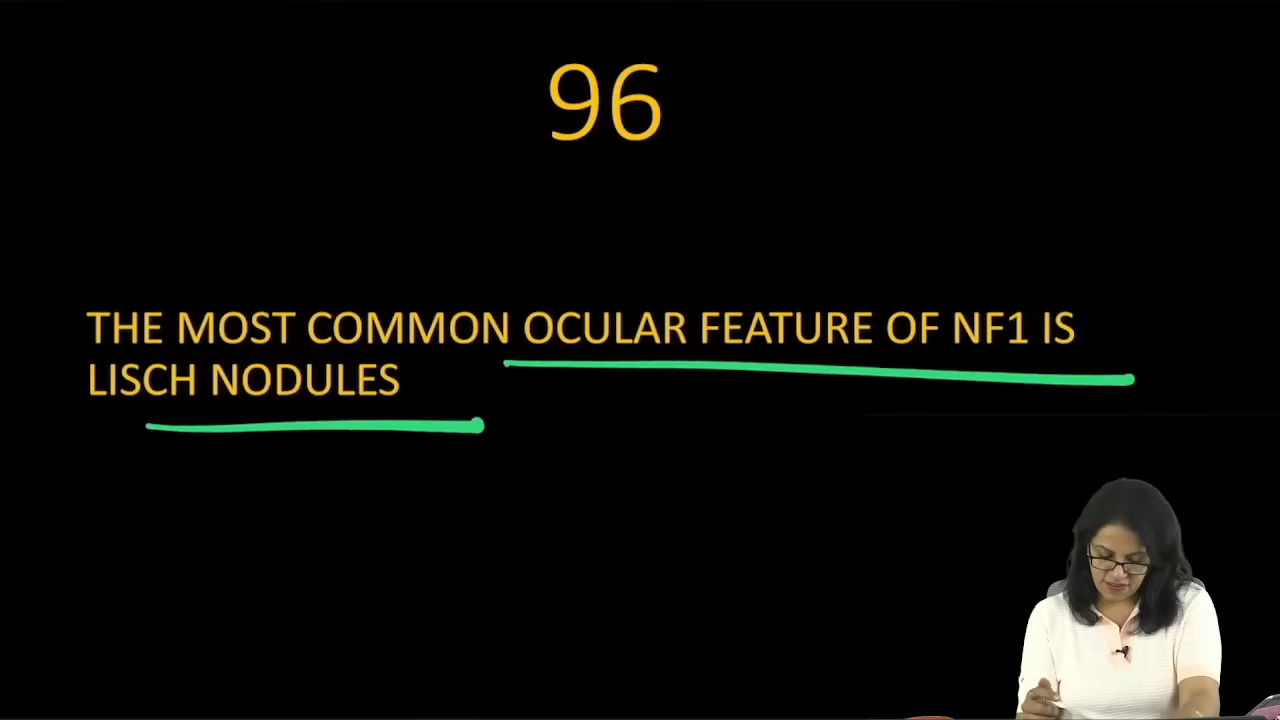 96
THE MOST COMMON OCULAR FEATURE OF NF1 IS
LISCH NODULES